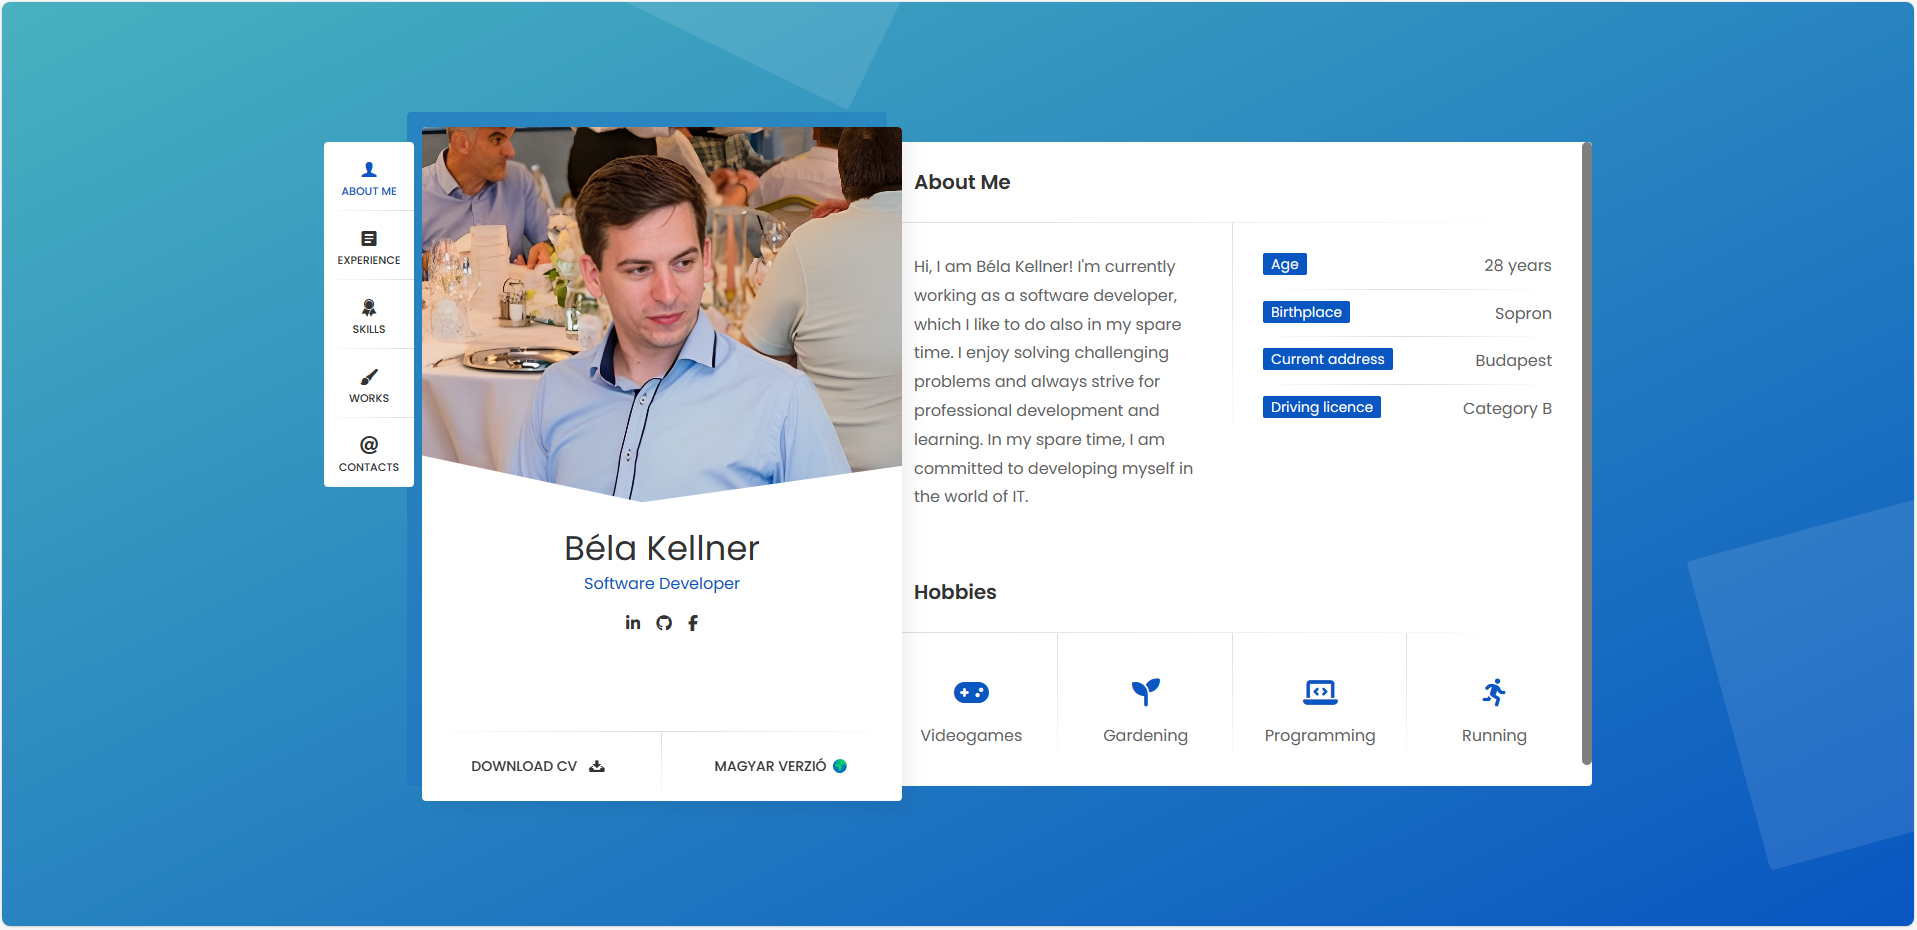 ABOUT ME
EXPERIENCE
SKILLS
WORKS
CONTACTS
Béla Kellner
Software Developer
DOWNLOAD CV
MAGYAR VERZIÓ
About Me
Hi, I am Béla Kellner! I'm currently
working as a software developer,
which I like to do also in my spare
time. I enjoy solving challenging
problems and always strive for
professional development and
learning. In my spare time, I am
committed to developing myself in
the world of IT.
Age 28 years
Birthplace Sopron
Current address Budapest
Driving licence Category B
Hobbies
Videogames
Gardening
Programming
Running